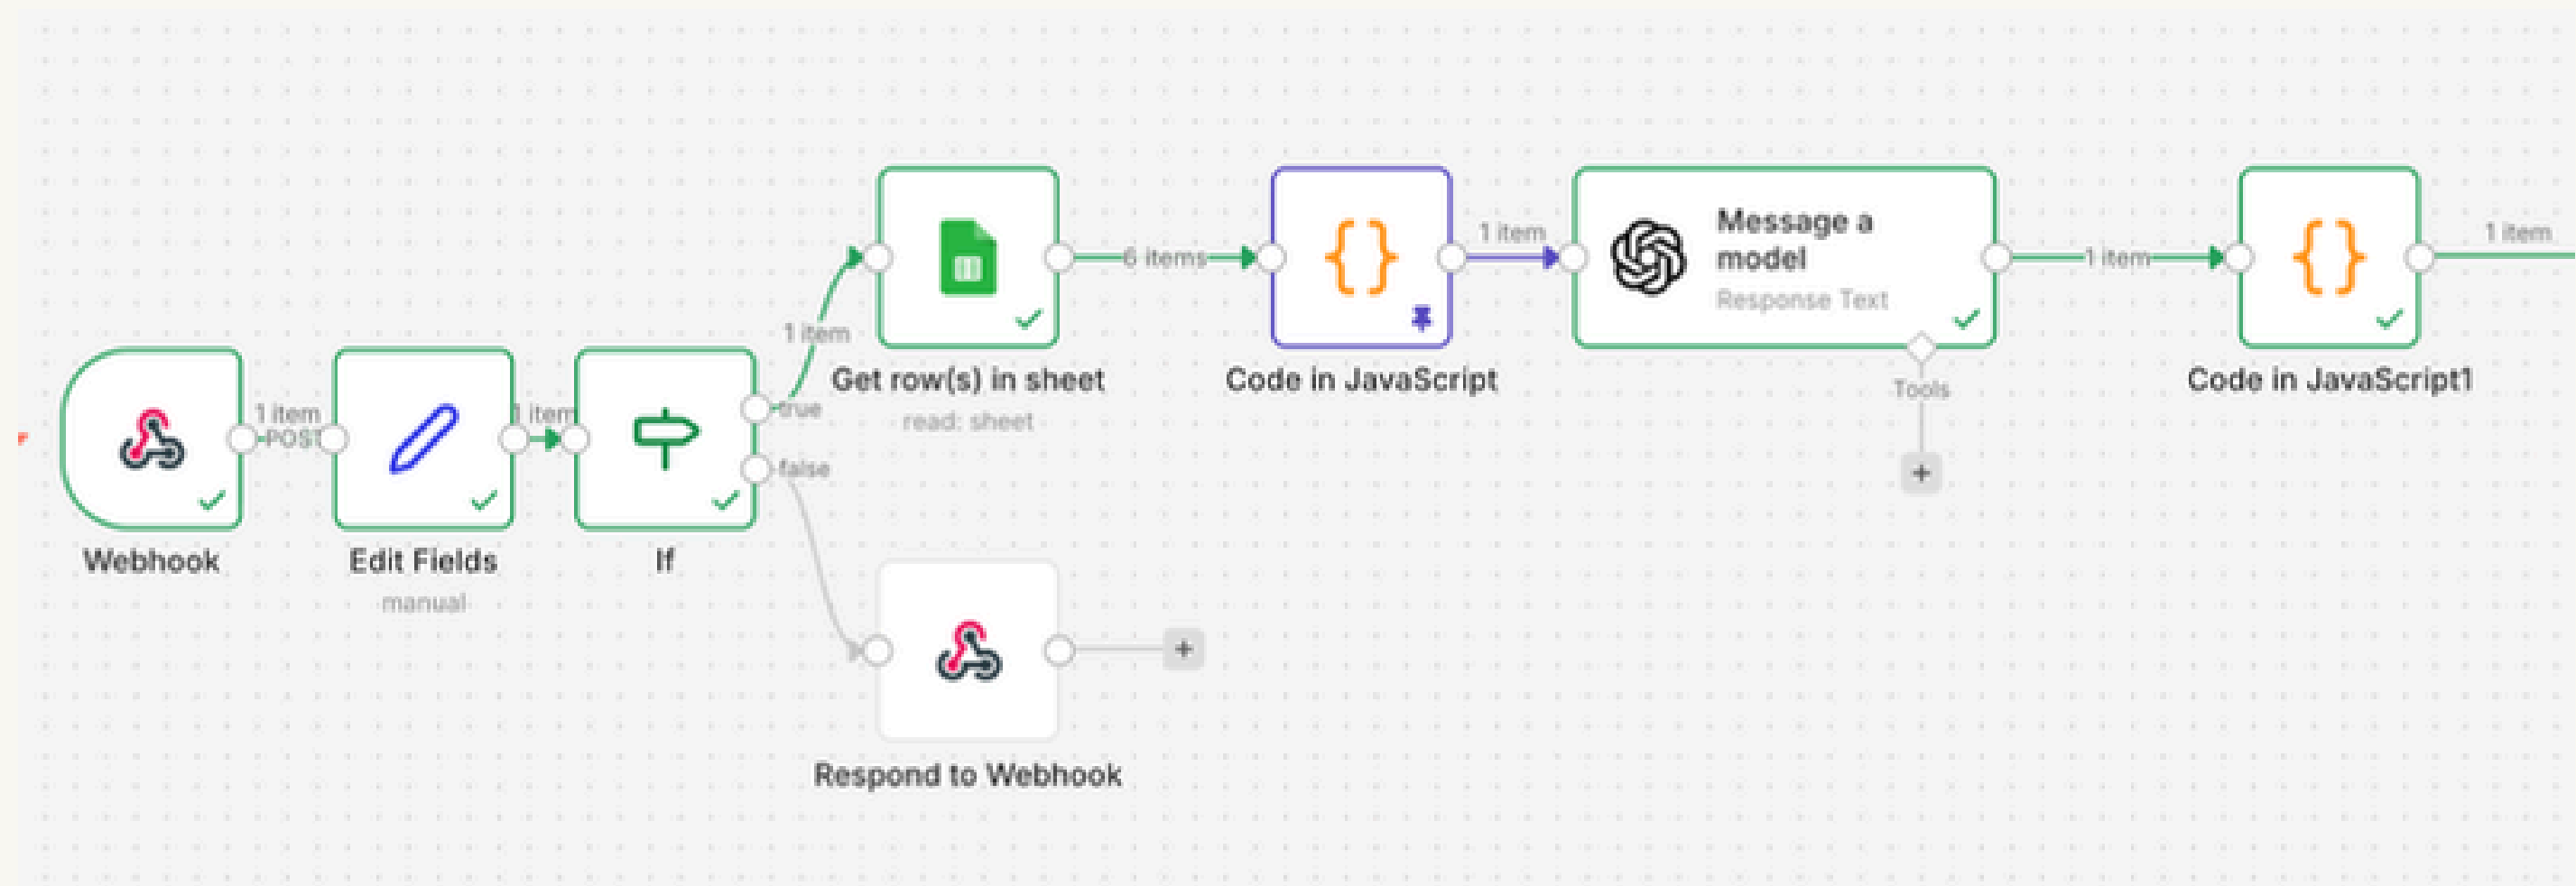 1 item
POST
Webhook
Edit Fields
manual
1 item
If
true
false
1 item
Get row(s) in sheet
read: sheet
6 items
Code in JavaScript
1 item
Message a
model
Response Text
Tools
+
1 item
Code in JavaScript1
1 item
Respond to Webhook
+